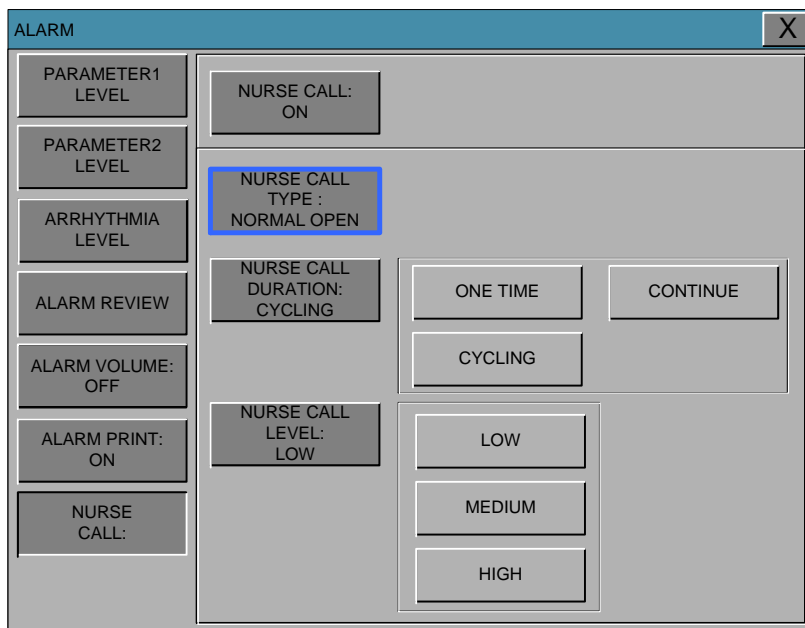 ALARM
X
PARAMETER1
LEVEL
PARAMETER2
LEVEL
ARRHYTHMIA
LEVEL
ALARM REVIEW
ALARM VOLUME:
OFF
ALARM PRINT:
ON
NURSE
CALL:
NURSE CALL:
ON
NURSE CALL
TYPE :
NORMAL OPEN
NURSE CALL
DURATION:
CYCLING
ONE TIME
CONTINUE
CYCLING
NURSE CALL
LEVEL:
LOW
LOW
MEDIUM
HIGH